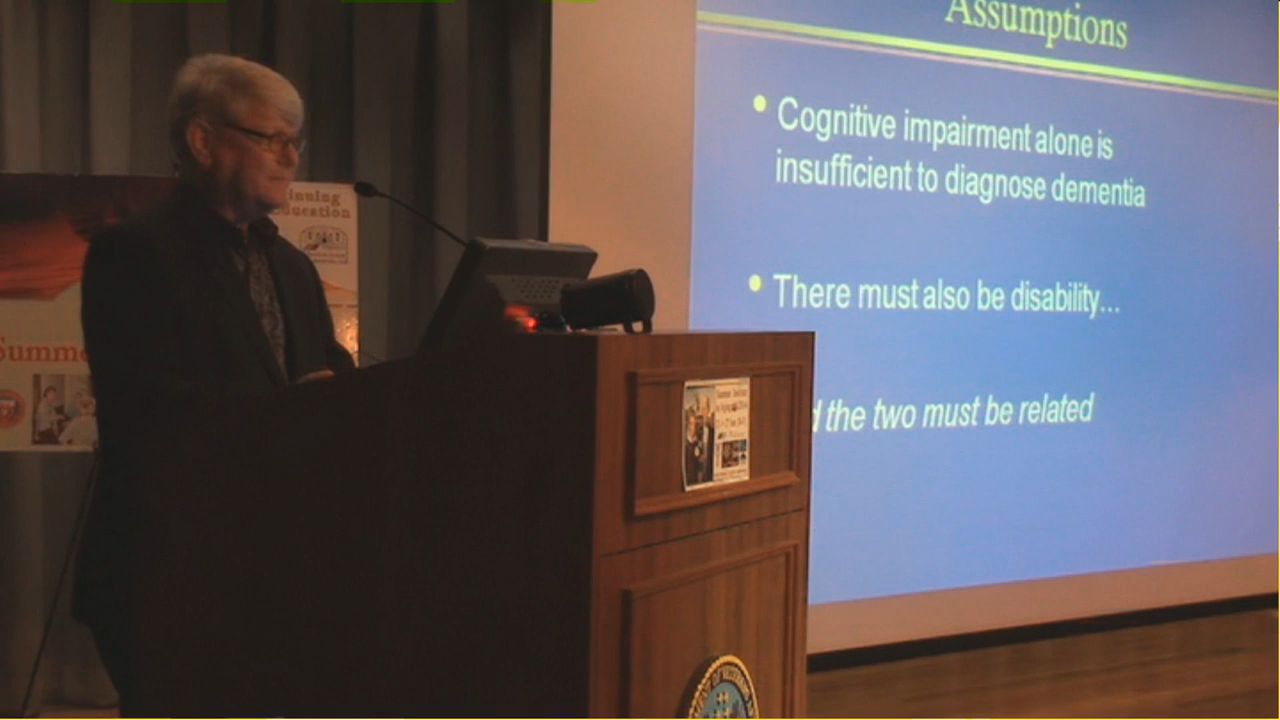 Assumptions
Cognitive impairment alone is
insufficient to diagnose dementia
There must also be disability...
the two must be related
Education
Summe